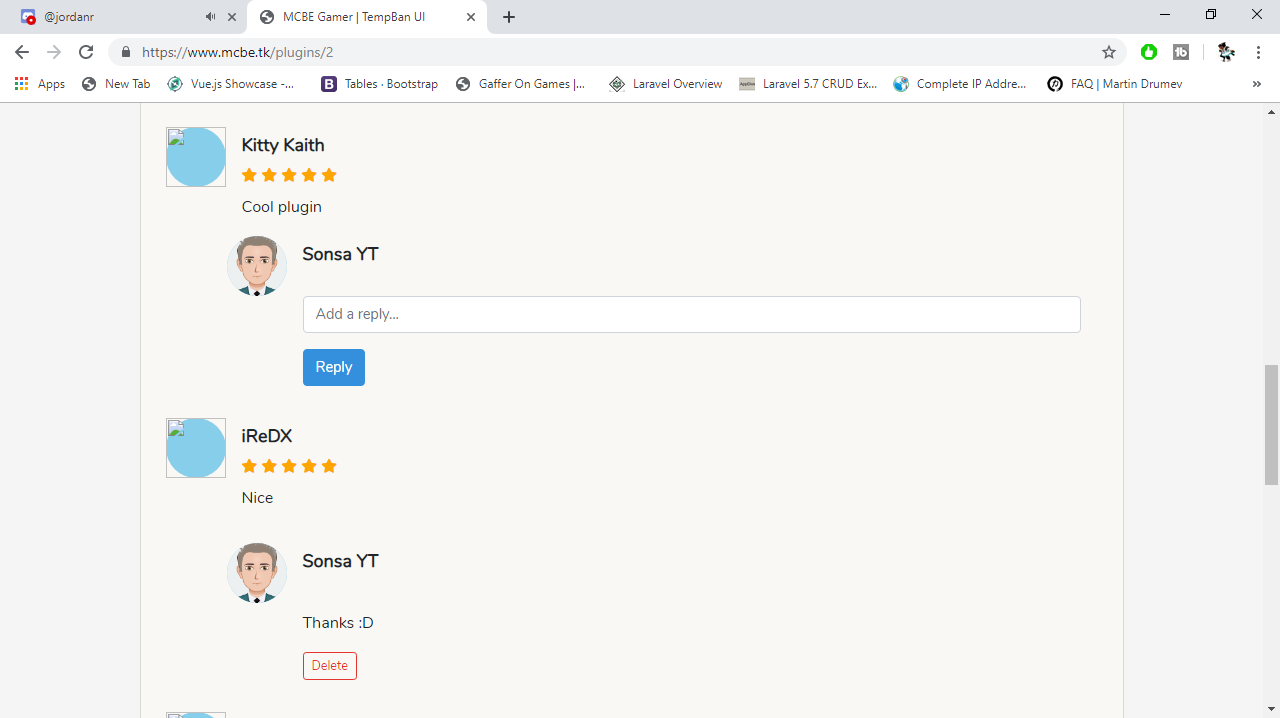 @jordanr
MCBE Gamer | TempBan UI
https://www.mcbe.tk/plugins/2
Apps
New Tab
Vue.js Showcase -...
B
Tables · Bootstrap
Gaffer On Games |...
Laravel Overview
Laravel 5.7 CRUD Ex...
Complete IP Addre...
FAQ | Martin Drumev
»
Kitty Kaith
Cool plugin
Sonsa YT
Add a reply...
Reply
iReDX
Nice
Sonsa YT
Thanks :D
Delete